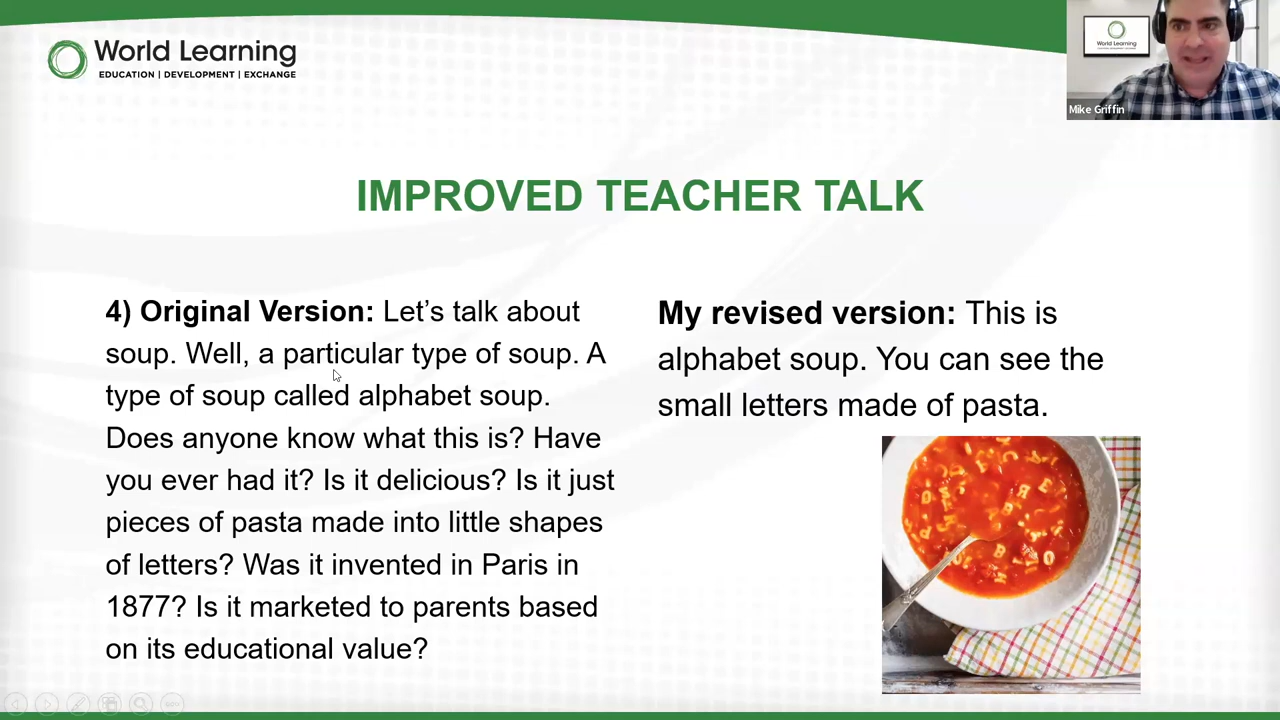 World Learning
EDUCATION | DEVELOPMENT | EXCHANGE
World Learning
Mike Griffin
IMPROVED TEACHER TALK
4) Original Version: Let’s talk about
soup. Well, a particular type of soup. A
type of soup called alphabet soup.
Does anyone know what this is? Have
you ever had it? Is it delicious? Is it just
pieces of pasta made into little shapes
of letters? Was it invented in Paris in
1877? Is it marketed to parents based
on its educational value?
My revised version: This is
alphabet soup. You can see the
small letters made of pasta.